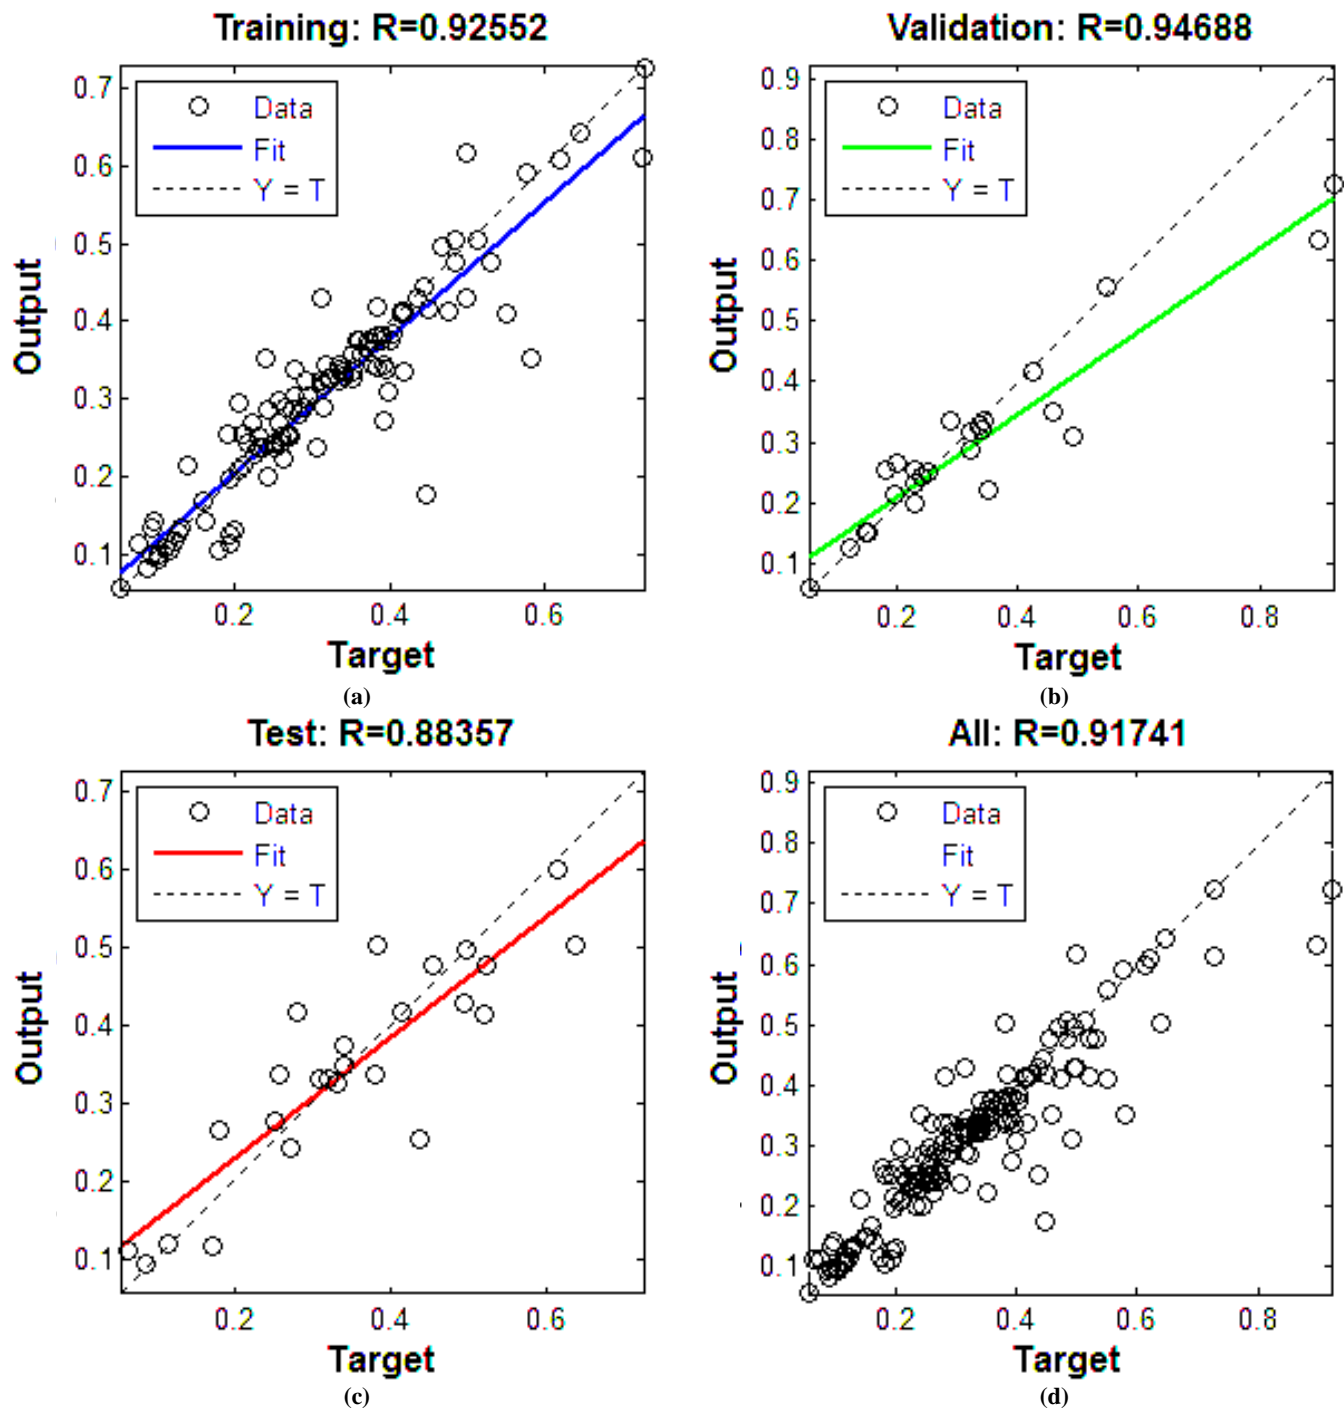 Training: R=0.92552
0.7
0.6
0.5
0.4
0.3
0.2
0.1
Data
Fit
Y = T
0.2 0.4 0.6
Output
Target
(a)
Validation: R=0.94688
0.9
0.8
0.7
0.6
0.5
0.4
0.3
0.2
0.1
Data
Fit
Y = T
0.2 0.4 0.6 0.8
Output
Target
(b)
Test: R=0.88357
0.7
0.6
0.5
0.4
0.3
0.2
0.1
Data
Fit
Y = T
0.2 0.4 0.6
Output
Target
(c)
All: R=0.91741
0.9
0.8
0.7
0.6
0.5
0.4
0.3
0.2
0.1
Data
Fit
Y = T
0.2 0.4 0.6 0.8
Output
Target
(d)